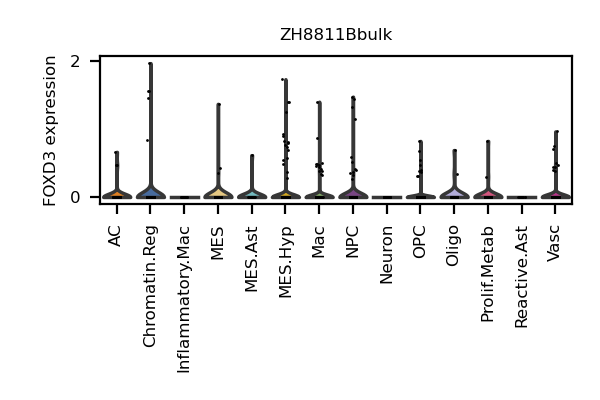 ZH8811Bbulk
FOXD3 expression
2
0
AC
Chromatin.Reg
Inflammatory.Mac
MES
MES.Ast
MES.Hyp
Mac
NPC
Neuron
OPC
Oligo
Prolif.Metab
Reactive.Ast
Vasc